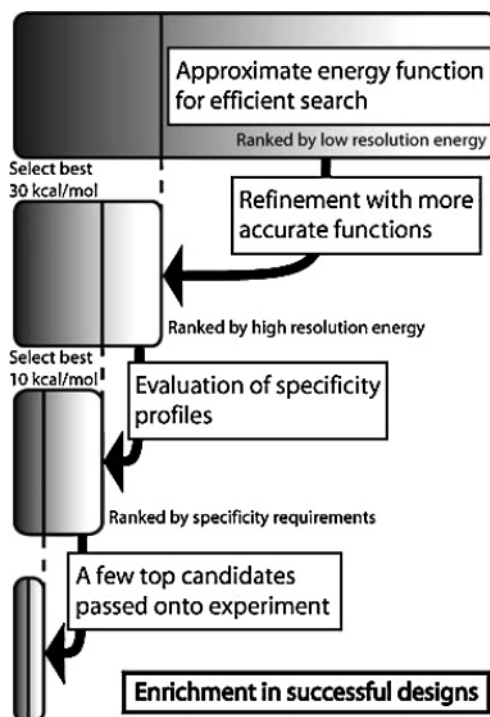 Approximate energy function
for efficient search
Ranked by low resolution energy
Select best
30 kcal/mol
Refinement with more
accurate functions
Ranked by high resolution energy
Select best
10 kcal/mol
Evaluation of specificity
profiles
Ranked by specificity requirements
A few top candidates
passed onto experiment
Enrichment in successful designs